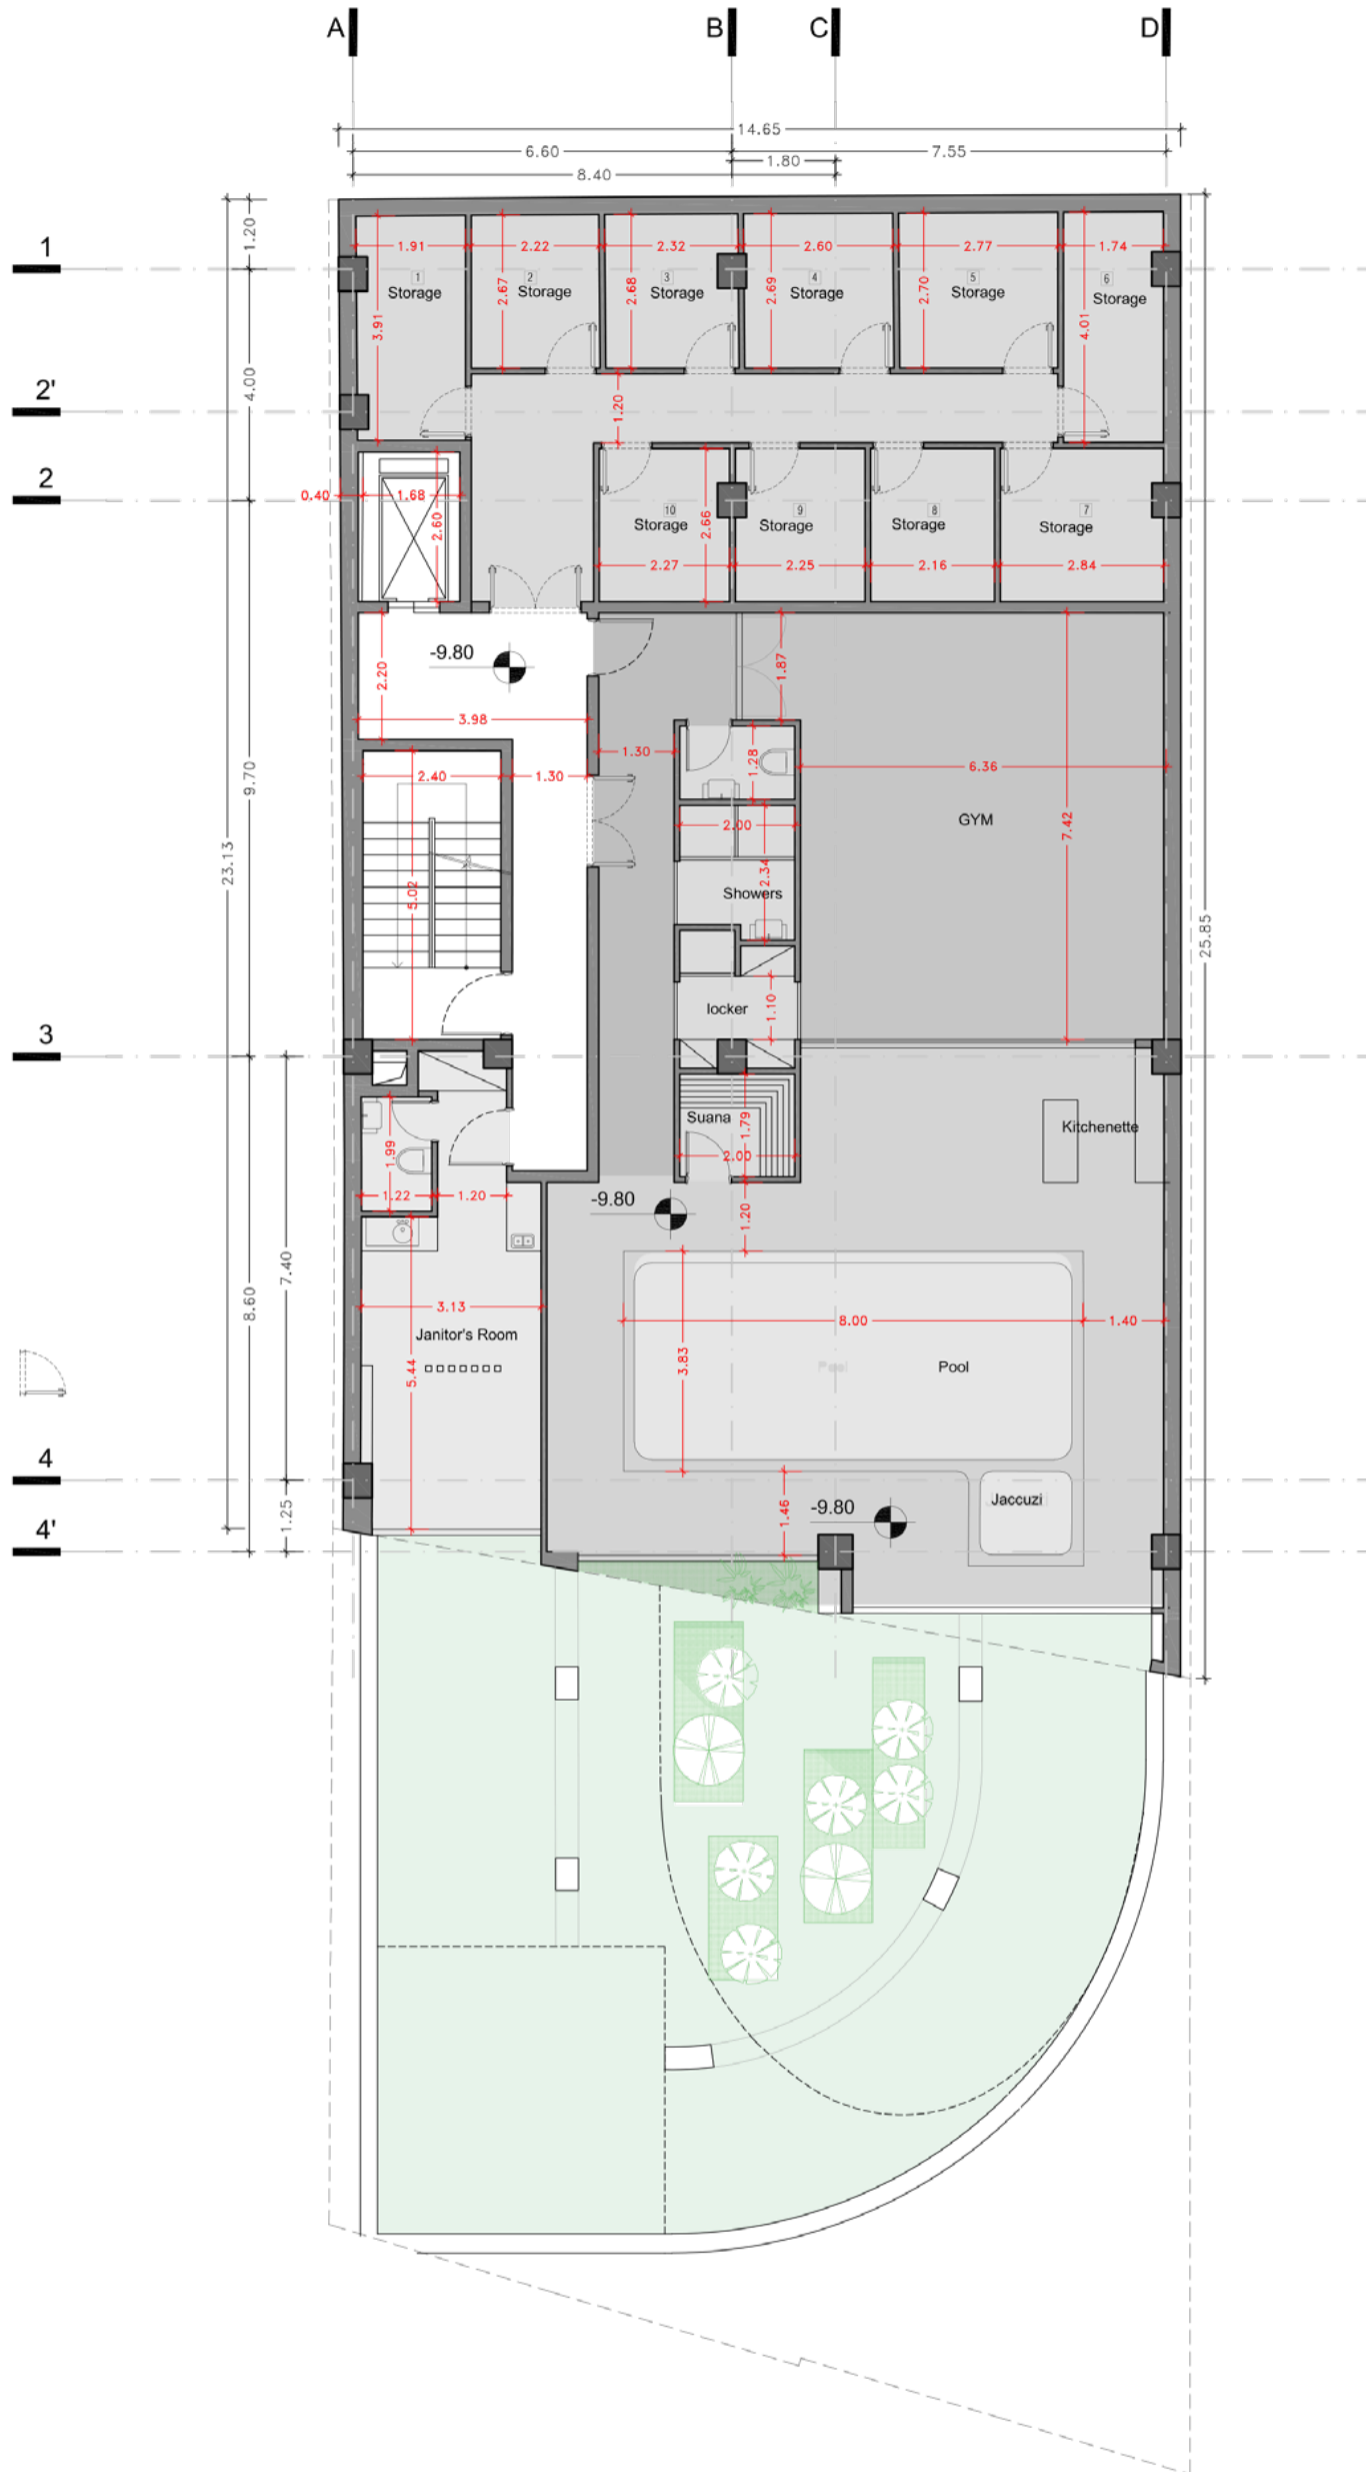 A B C D
14.65
6.60 7.55
1.80
8.40
1.20
1
1.91 2.22 2.32 2.60 2.77 1.74
1 2 3 4 5 6
Storage Storage Storage Storage Storage Storage
3.91 2.67 2.68 2.69 2.70 4.01
4.00
2'
1.20
2
0.40 1.68 2.60
10 9 8 7
Storage Storage Storage Storage
2.66
2.27 2.25 2.16 2.84
-9.80
2.20
1.87
3.98
1.30
1.28
6.36
2.40 1.30
9.70
GYM
7.42
2.00
23.13
5.02
2.34
Showers
25.85
locker
1.10
3
Suana
1.79
Kitchenette
1.99
2.00
1.22 1.20
-9.80
1.20
7.40
8.60
3.13
8.00 1.40
Janitor's Room
5.44
3.83
Pool
Pool
4
1.25
1.46
-9.80
Jaccuzi
4'